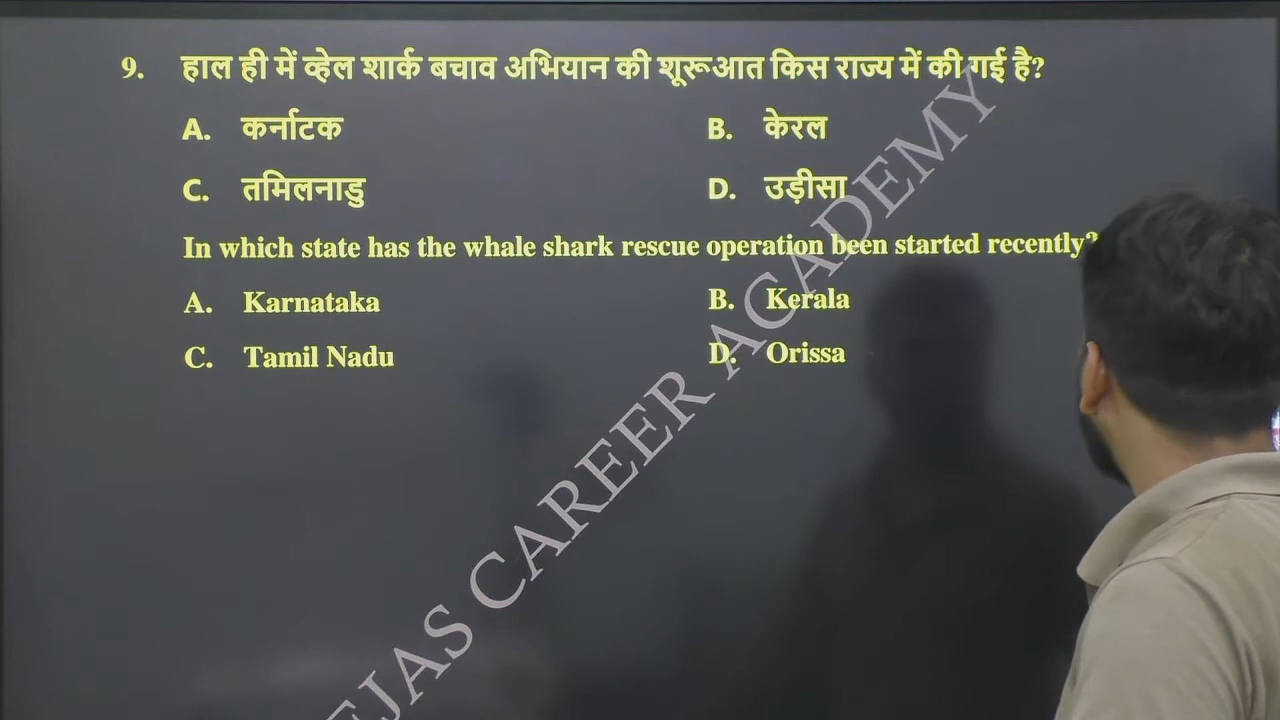 9. हाल ही में व्हेल शार्क बचाव अभियान की शूरूआत किस राज्य में की गई है?
A. कर्नाटक B. केरल
C. तमिलनाडु D. उड़ीसा
In which state has the whale shark rescue operation been started recently?
A. Karnataka B. Kerala
C. Tamil Nadu D. Orissa
EJAS CAREER ACADEMY